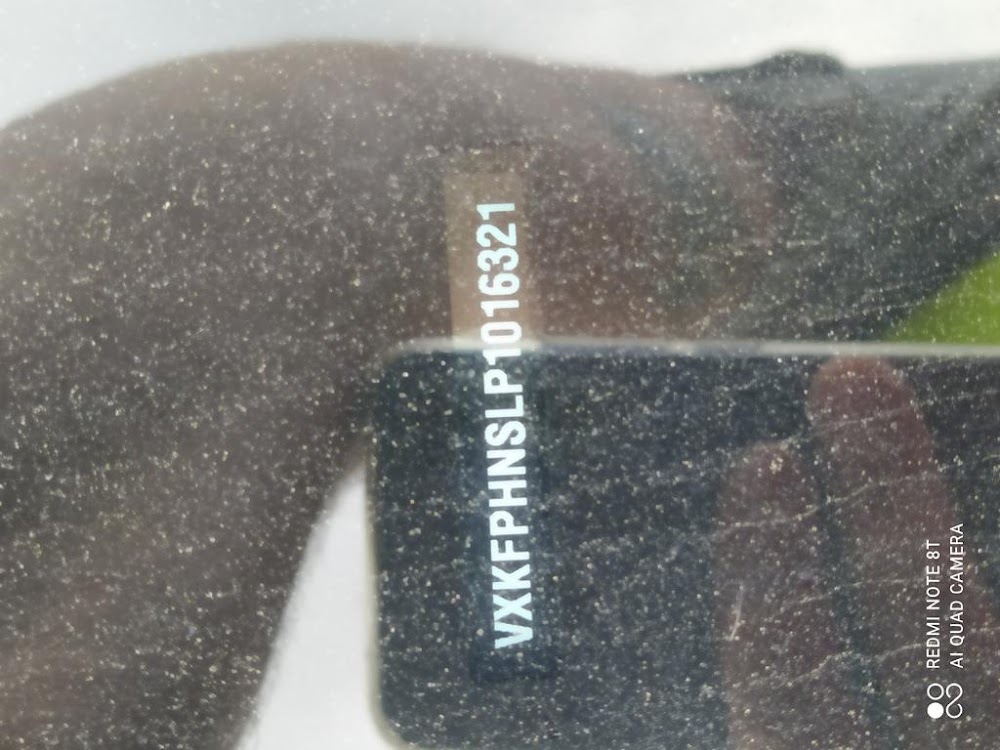 VXKFPHNSLP1016321
REDMI NOTE 8T
AI QUAD CAMERA